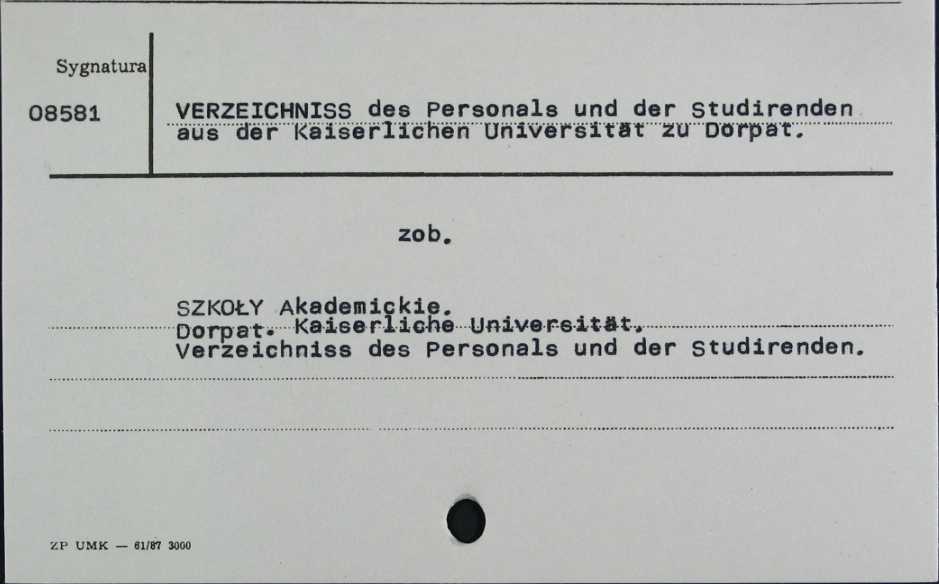 Sygnatura
08581
VERZEICHNISS des Personals und der Studirenden
aus der Kaiserlichen Universität zu Dorpat.
zob.
SZKOŁY Akademickie.
Dorpat. Kaiserliche Universität.
Verzeichniss des Personals und der Studirenden.
ZP UMK — 61/87 3000